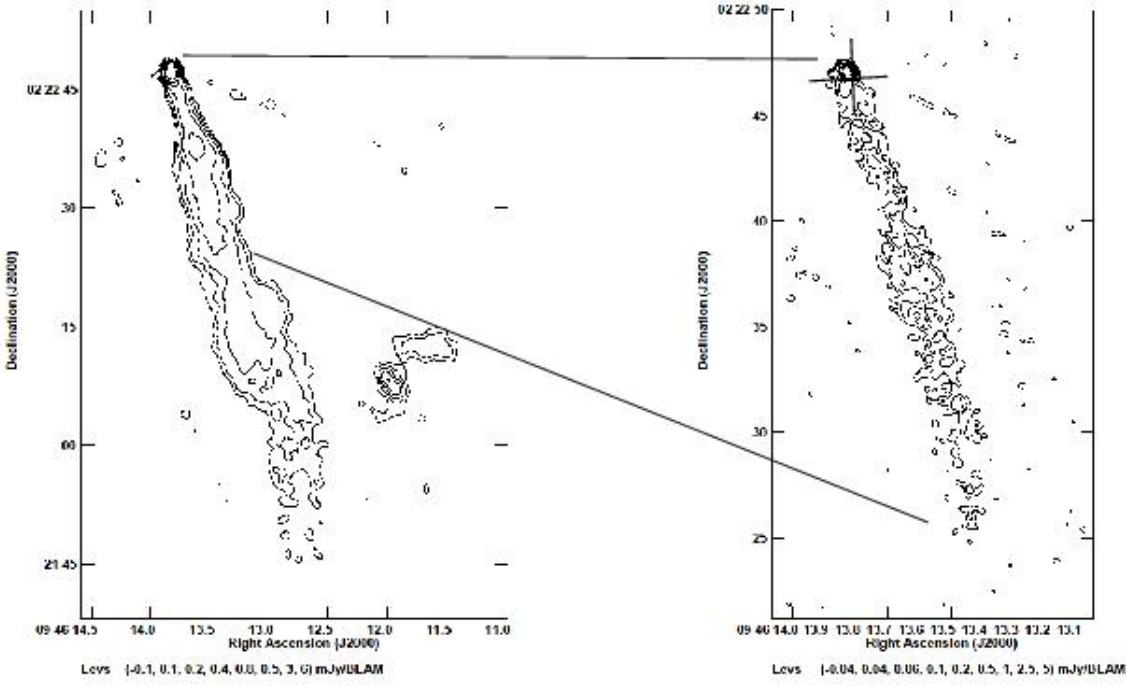 02 22 45
30
15
00
21 45
Declination (J2000)
09 46 14.5 14.0 13.5 13.0 12.5 12.0 11.5 11.0
Right Ascension (J2000)
Levs (-0.1, 0.1, 0.2, 0.4, 0.8, 0.5, 3, 6) mJy/BEAM
02 22 50
45
40
35
30
25
Declination (J2000)
09 46 14.0 13.9 13.8 13.7 13.6 13.5 13.4 13.3 13.2 13.1
Right Ascension (J2000)
Levs (-0.04, 0.04, 0.06, 0.1, 0.2, 0.5, 1, 2.5, 5) mJy/BEAM